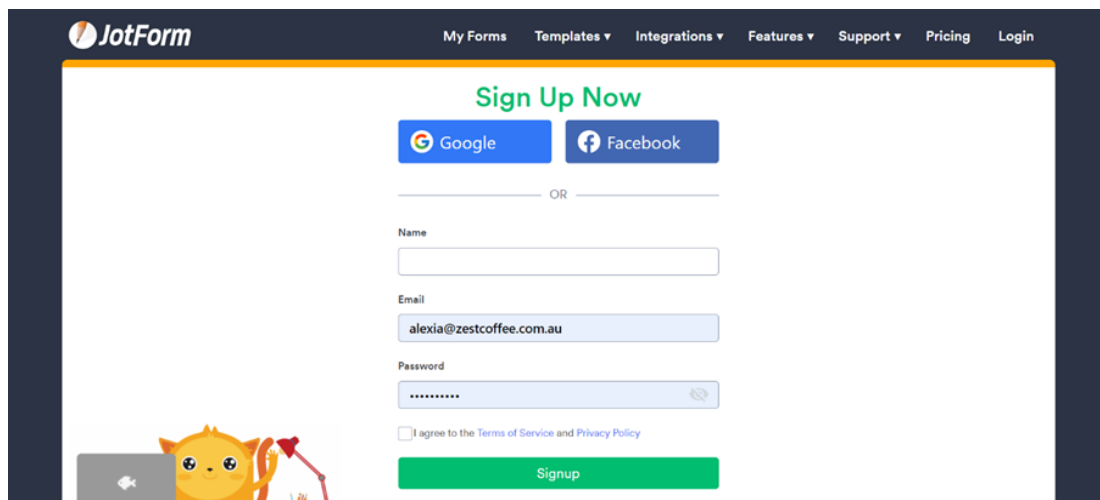 JotForm
My Forms Templates ▾ Integrations ▾ Features ▾ Support ▾ Pricing Login
Sign Up Now
Google Facebook
OR
Name
Email
alexia@zestcoffee.com.au
Password
••••••••••
I agree to the Terms of Service and Privacy Policy
Signup